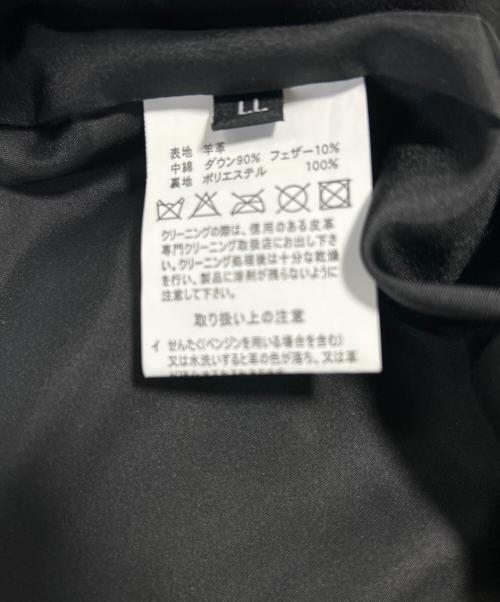 LL
表地 羊革
中綿 ダウン90% フェザー10%
裏地 ポリエステル 100%
クリーニングの際は、信用のある皮革
専門クリーニング取扱店にお出し下さ
い。クリーニング処理後は十分な乾燥
を行い、製品に溶剤が残らないように
注意して下さい。
取り扱い上の注意
イ せんたく(ベンジンを用いる場合を含む)
又は水洗いすると革の色が落ち、又は革